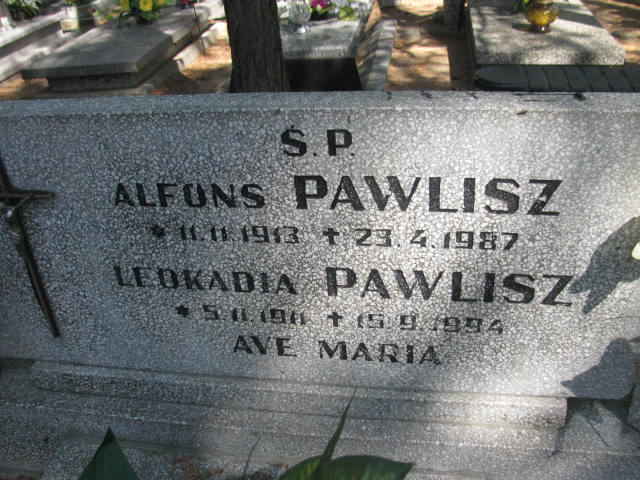 Ś.P.
ALFONS PAWLISZ
* 11.11.1913 + 23.4.1987
LEOKADIA PAWLISZ
* 5.11.1911 + 15.9.1994
AVE MARIA